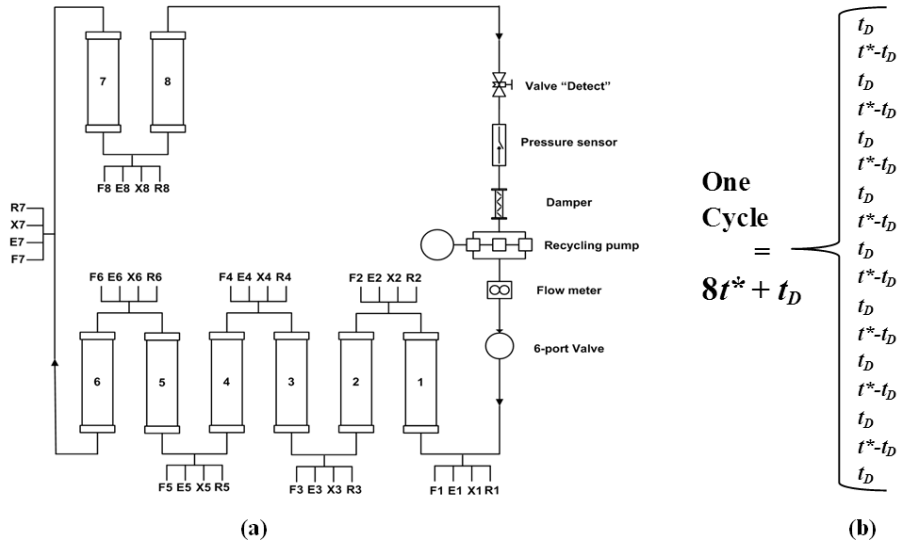 7
8
F8 E8 X8 R8
Valve “Detect”
Pressure sensor
Damper
Recycling pump
Flow meter
6-port Valve
R7
X7
E7
F7
F6 E6 X6 R6
F4 E4 X4 R4
F2 E2 X2 R2
6
5
4
3
2
1
F5 E5 X5 R5
F3 E3 X3 R3
F1 E1 X1 R1
(a)
One
Cycle
=
8t* + tD
tD
t*-tD
tD
t*-tD
tD
t*-tD
tD
t*-tD
tD
t*-tD
tD
t*-tD
tD
t*-tD
tD
t*-tD
tD
(b)